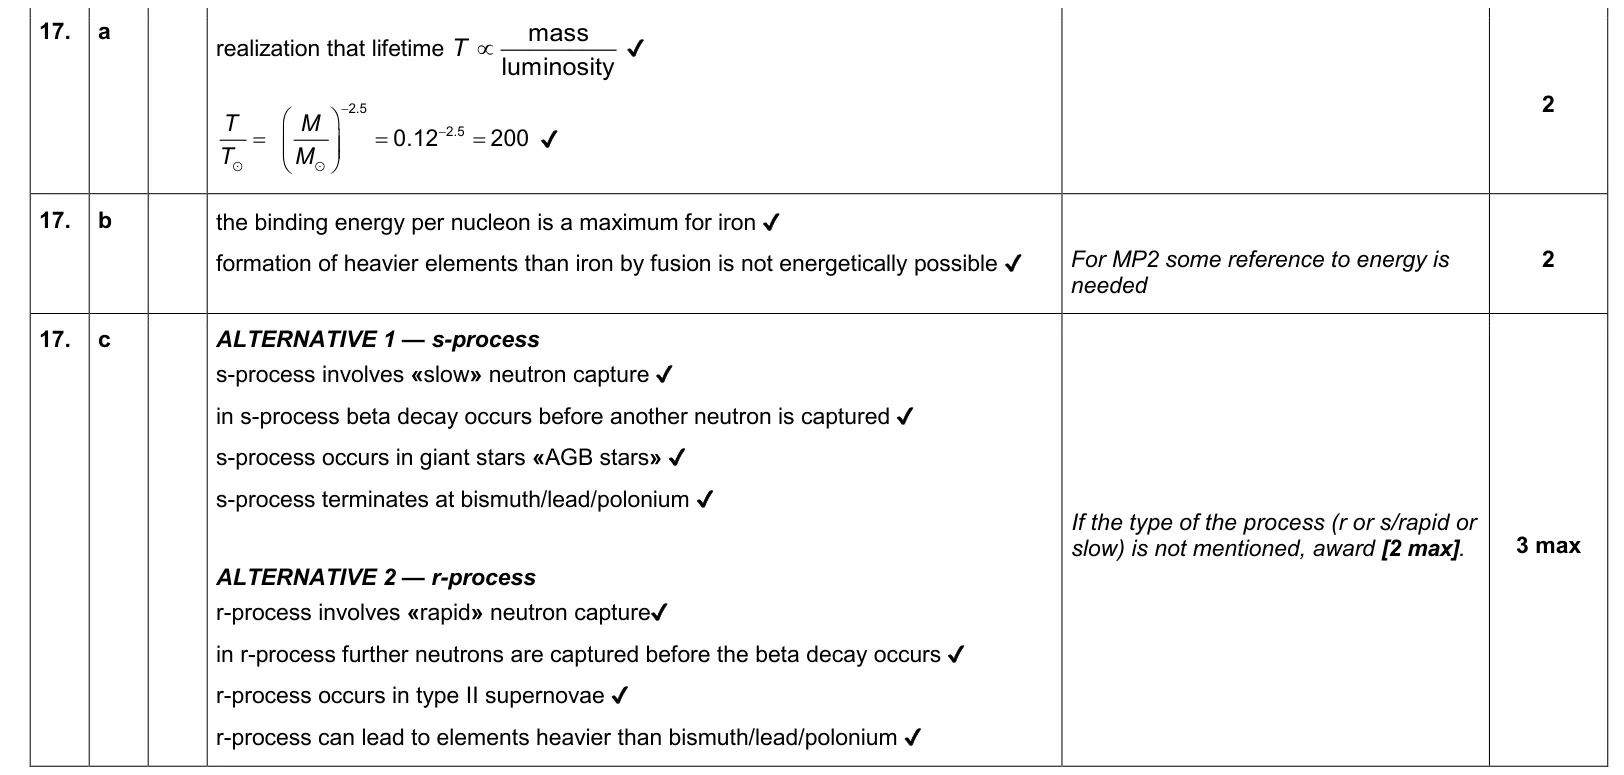 17. a realization that lifetime T ∝ mass / luminosity ✓
T/T☉ = (M/M☉)^−2.5 = 0.12^−2.5 = 200 ✓
2
17. b the binding energy per nucleon is a maximum for iron ✓
formation of heavier elements than iron by fusion is not energetically possible ✓
For MP2 some reference to energy is
needed
2
17. c ALTERNATIVE 1 — s-process
s-process involves «slow» neutron capture ✓
in s-process beta decay occurs before another neutron is captured ✓
s-process occurs in giant stars «AGB stars» ✓
s-process terminates at bismuth/lead/polonium ✓
ALTERNATIVE 2 — r-process
r-process involves «rapid» neutron capture✓
in r-process further neutrons are captured before the beta decay occurs ✓
r-process occurs in type II supernovae ✓
r-process can lead to elements heavier than bismuth/lead/polonium ✓
If the type of the process (r or s/rapid or
slow) is not mentioned, award [2 max].
3 max